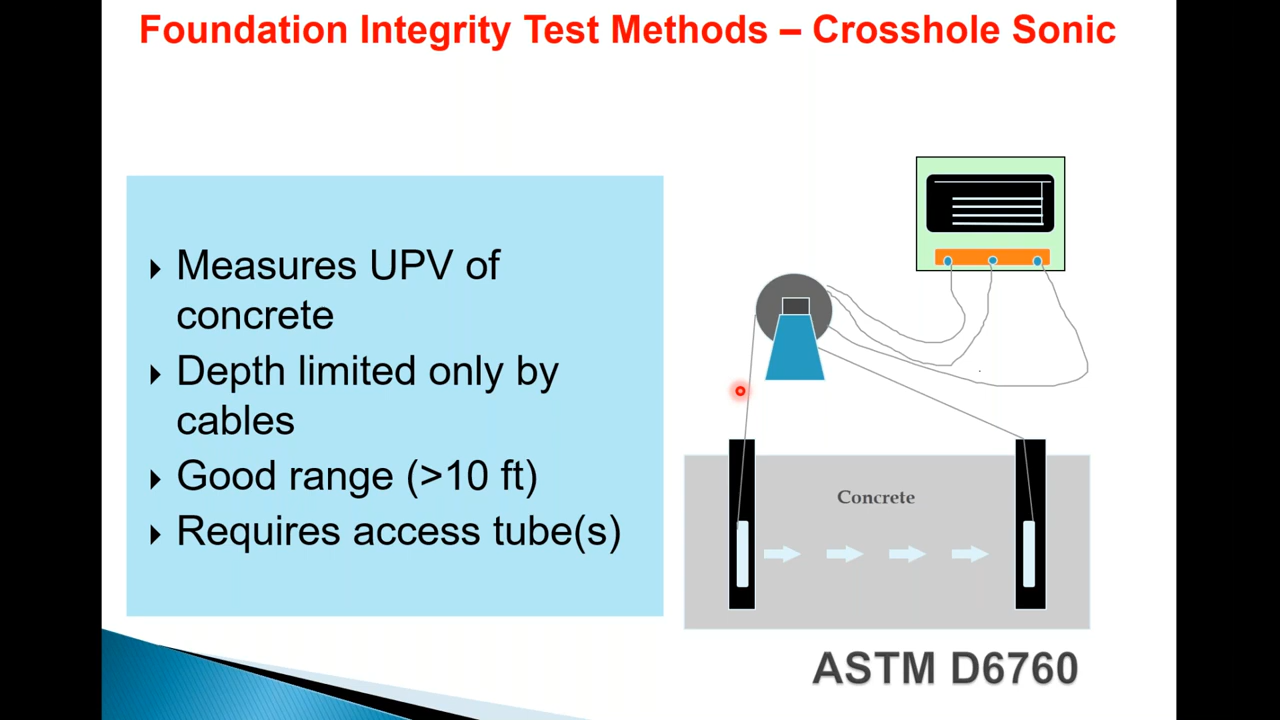 Foundation Integrity Test Methods – Crosshole Sonic
Measures UPV of
concrete
Depth limited only by
cables
Good range (>10 ft)
Requires access tube(s)
Concrete
ASTM D6760